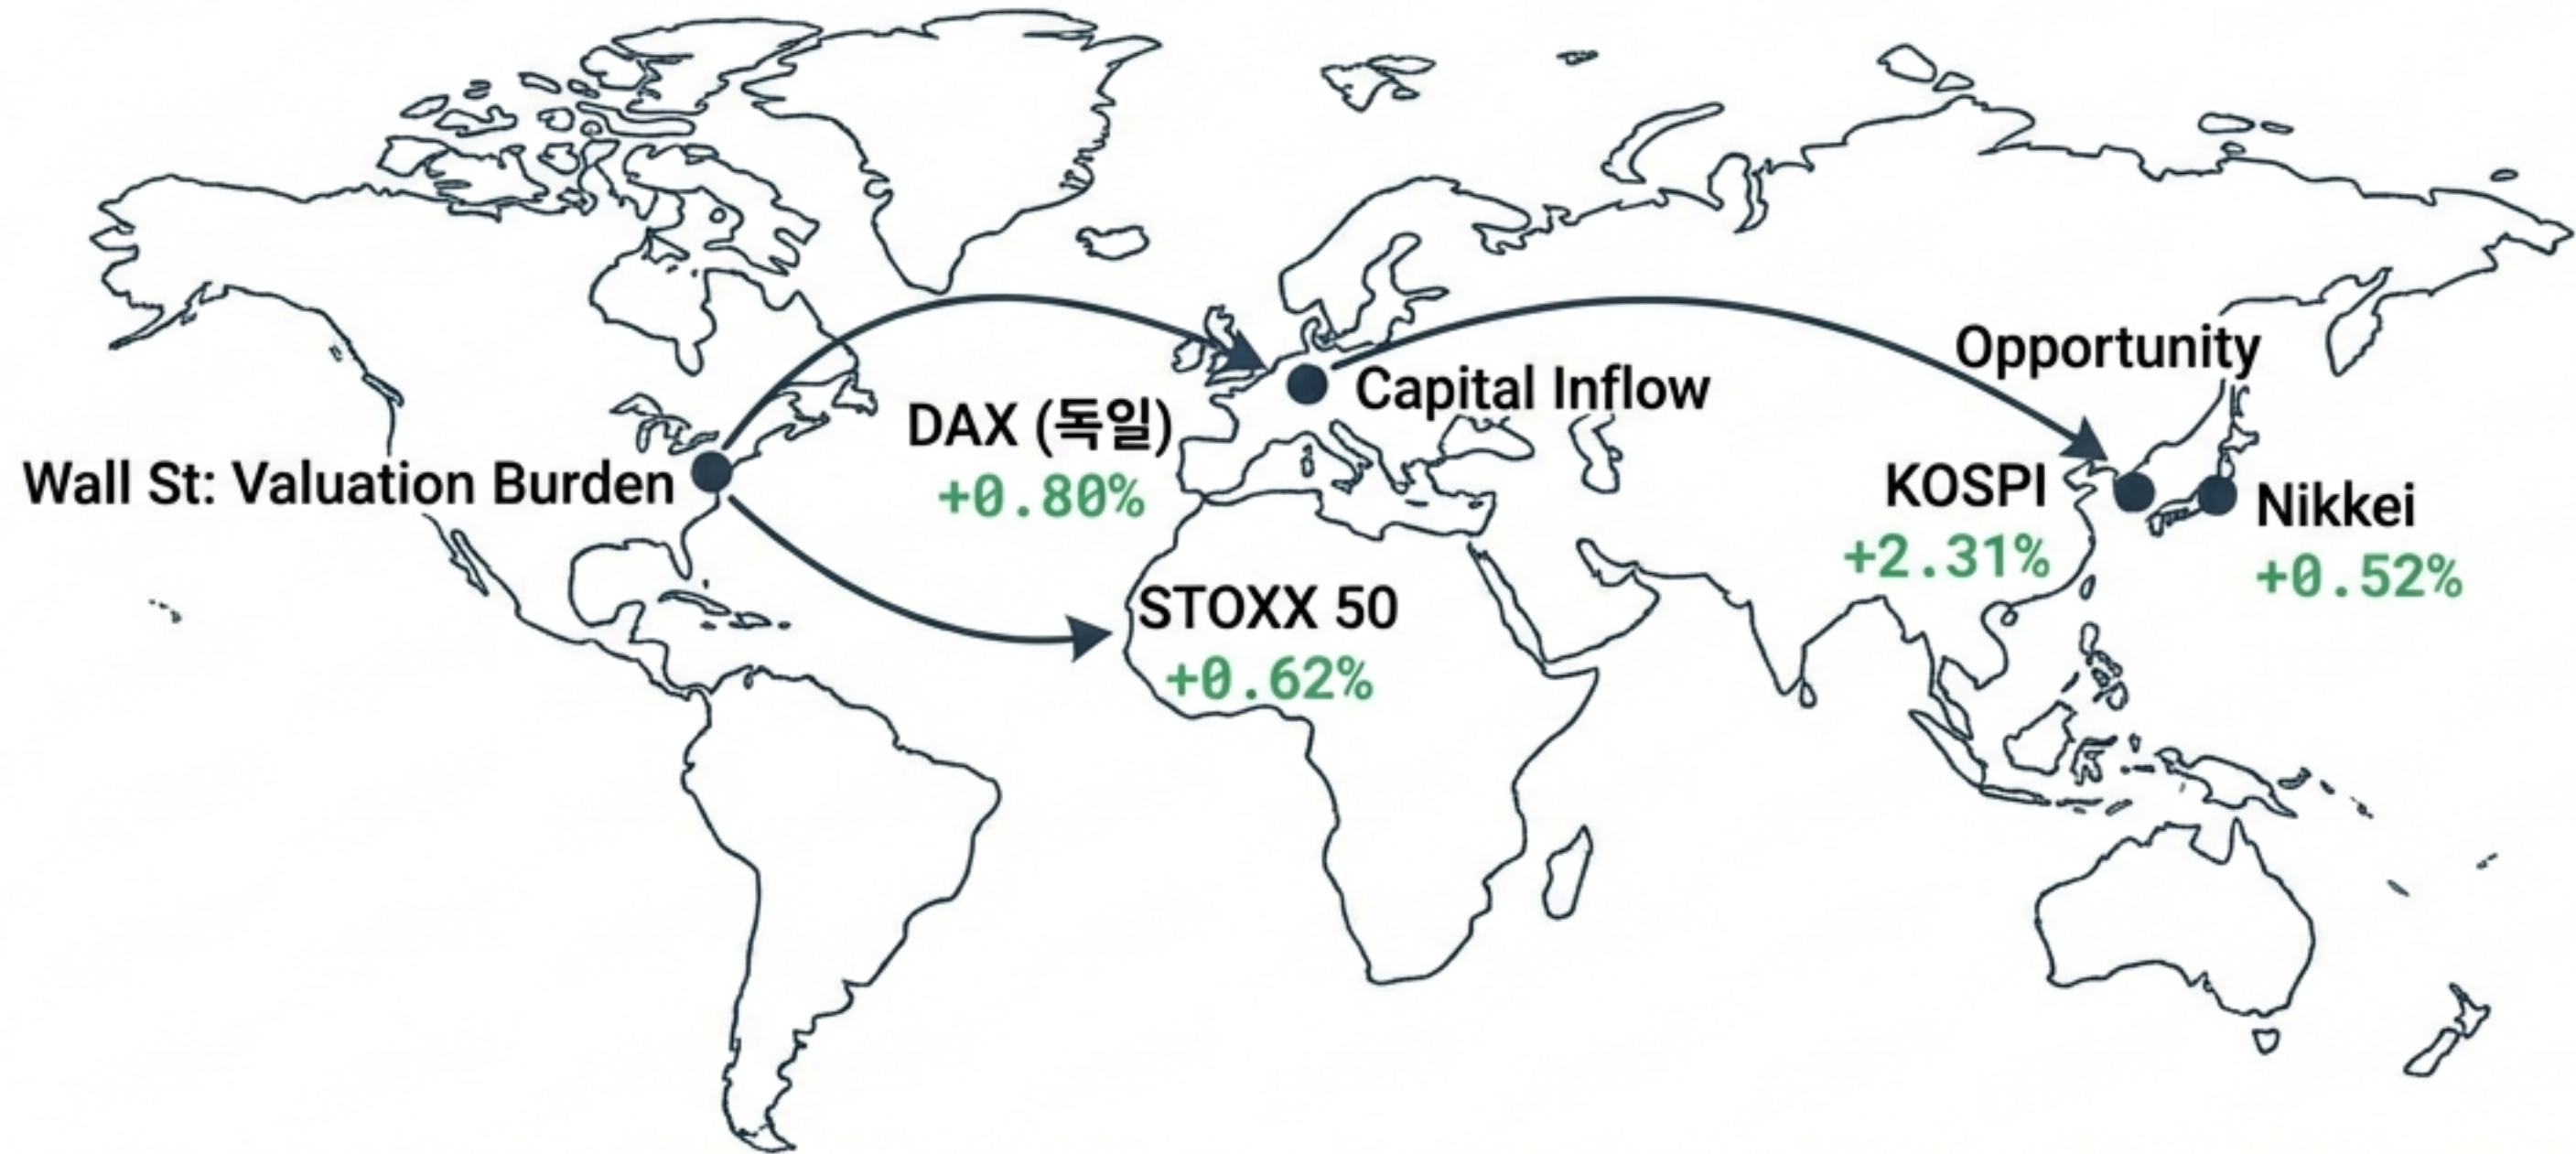 Opportunity
Capital Inflow
DAX (독일)
+0.80%
Wall St: Valuation Burden
KOSPI
+2.31%
Nikkei
+0.52%
STOXX 50
+0.62%